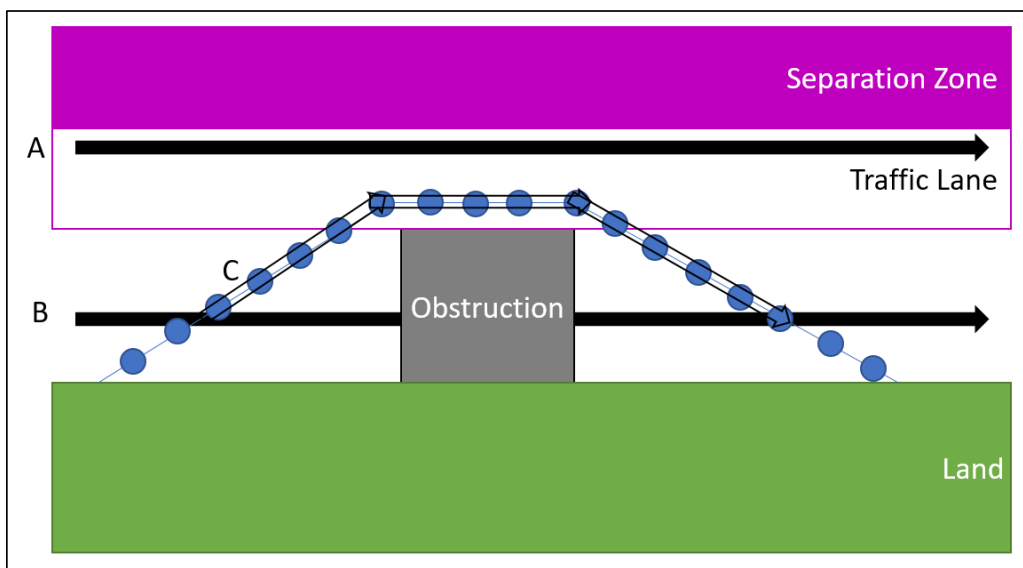 Separation Zone
A
Traffic Lane
C
B
Obstruction
Land